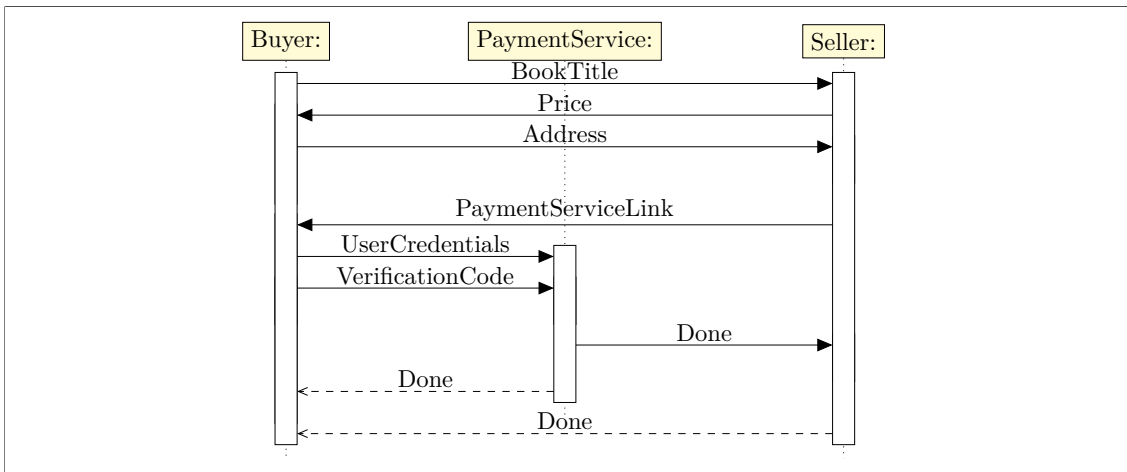 Buyer:
PaymentService:
Seller:
BookTitle
Price
Address
PaymentServiceLink
UserCredentials
VerificationCode
Done
Done
Done